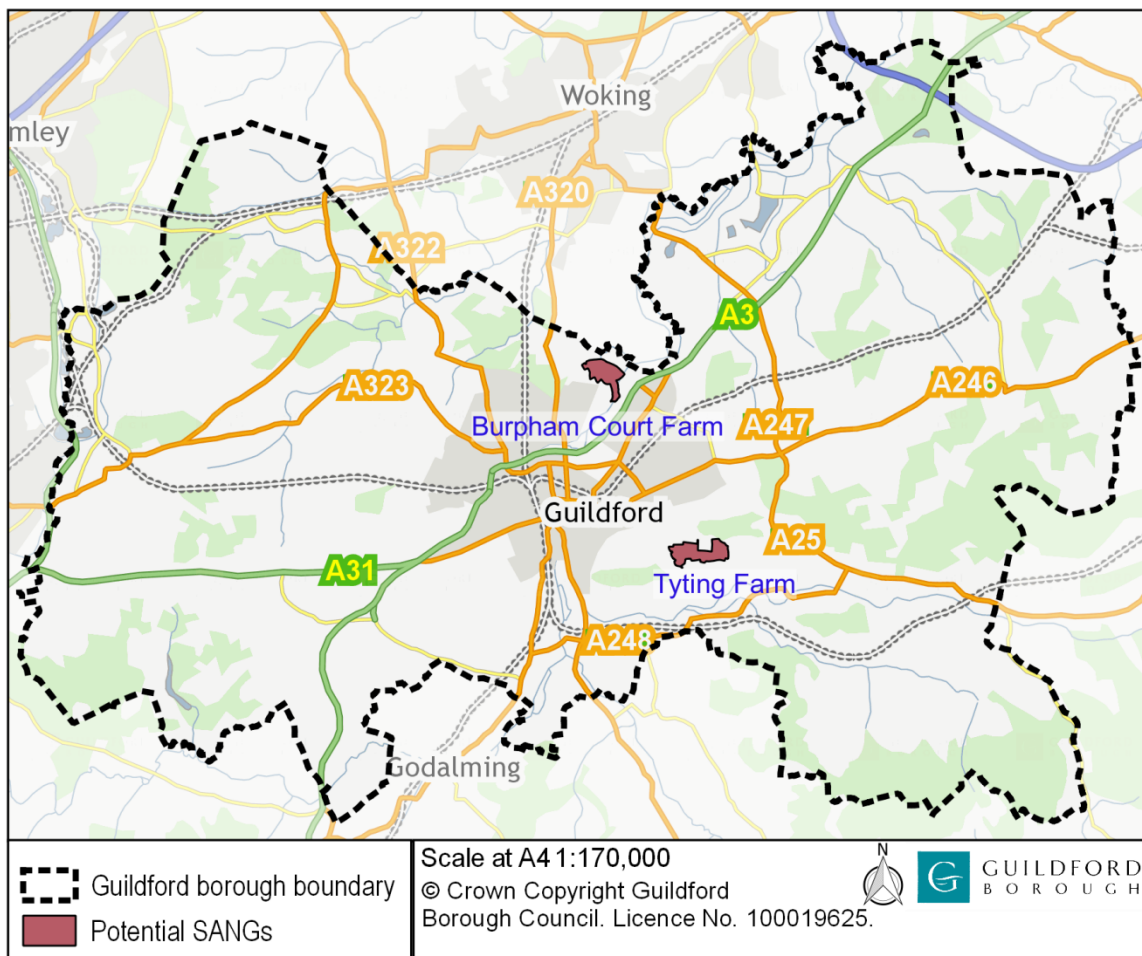 Woking
mley
A320
A322
A3
A323
A246
Burpham Court Farm
A247
Guildford
A25
A31
Tyting Farm
A248
Godalming
Guildford borough boundary
Potential SANGs
Scale at A4 1:170,000
© Crown Copyright Guildford
Borough Council. Licence No. 100019625.
N
G
GUILDFORD
BOROUGH